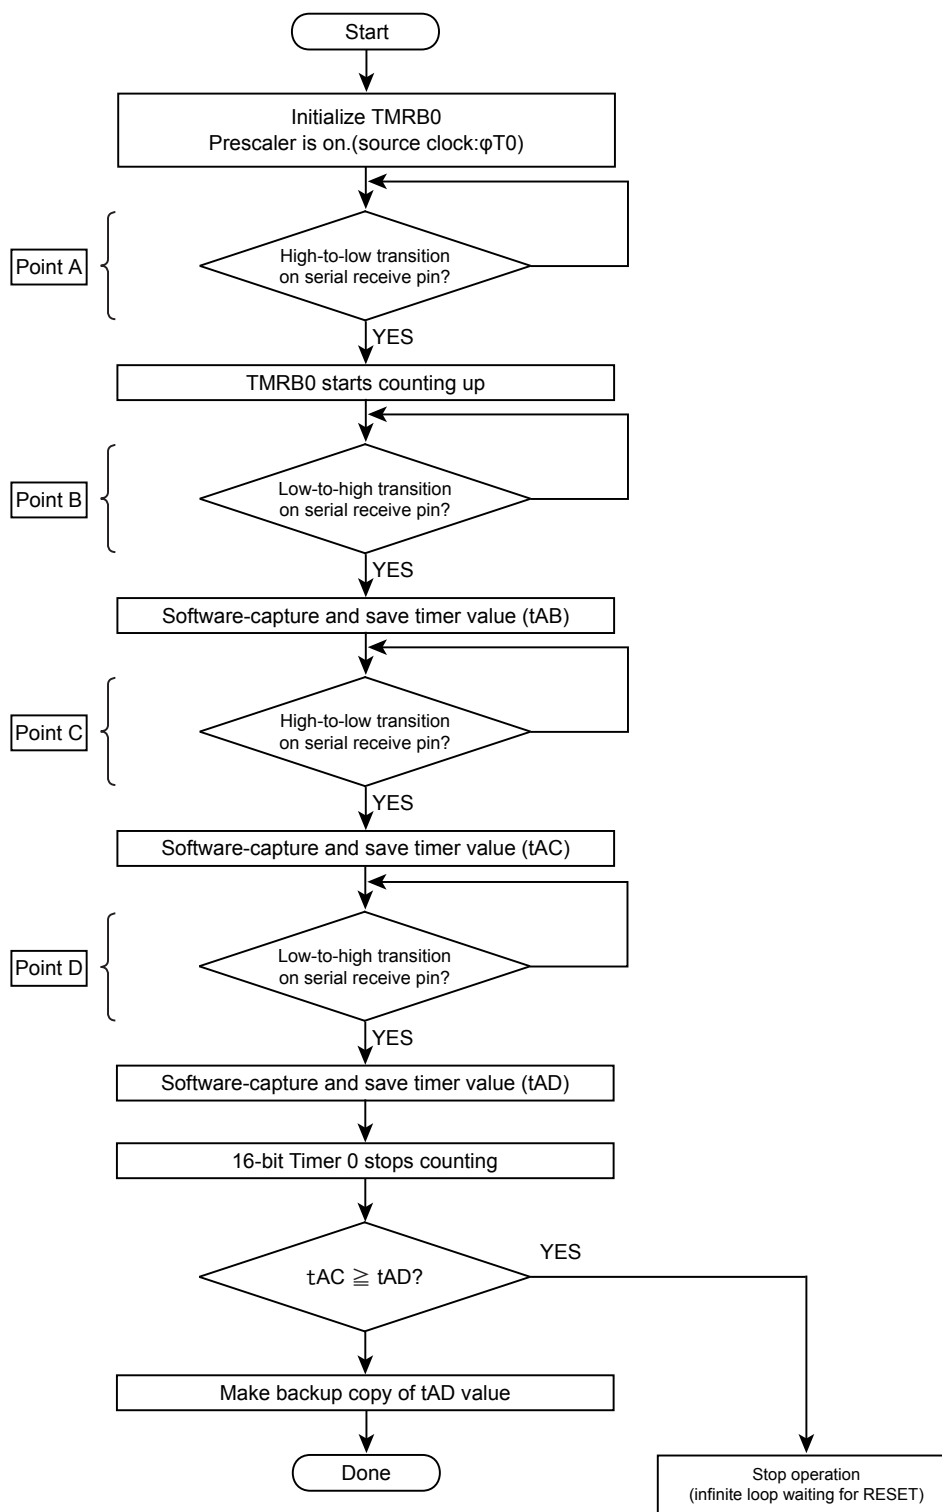 Start
Initialize TMRB0
Prescaler is on.(source clock:φT0)
Point A
High-to-low transition
on serial receive pin?
YES
TMRB0 starts counting up
Point B
Low-to-high transition
on serial receive pin?
YES
Software-capture and save timer value (tAB)
Point C
High-to-low transition
on serial receive pin?
YES
Software-capture and save timer value (tAC)
Point D
Low-to-high transition
on serial receive pin?
YES
Software-capture and save timer value (tAD)
16-bit Timer 0 stops counting
YES
tAC ≧ tAD?
Make backup copy of tAD value
Done
Stop operation
(infinite loop waiting for RESET)